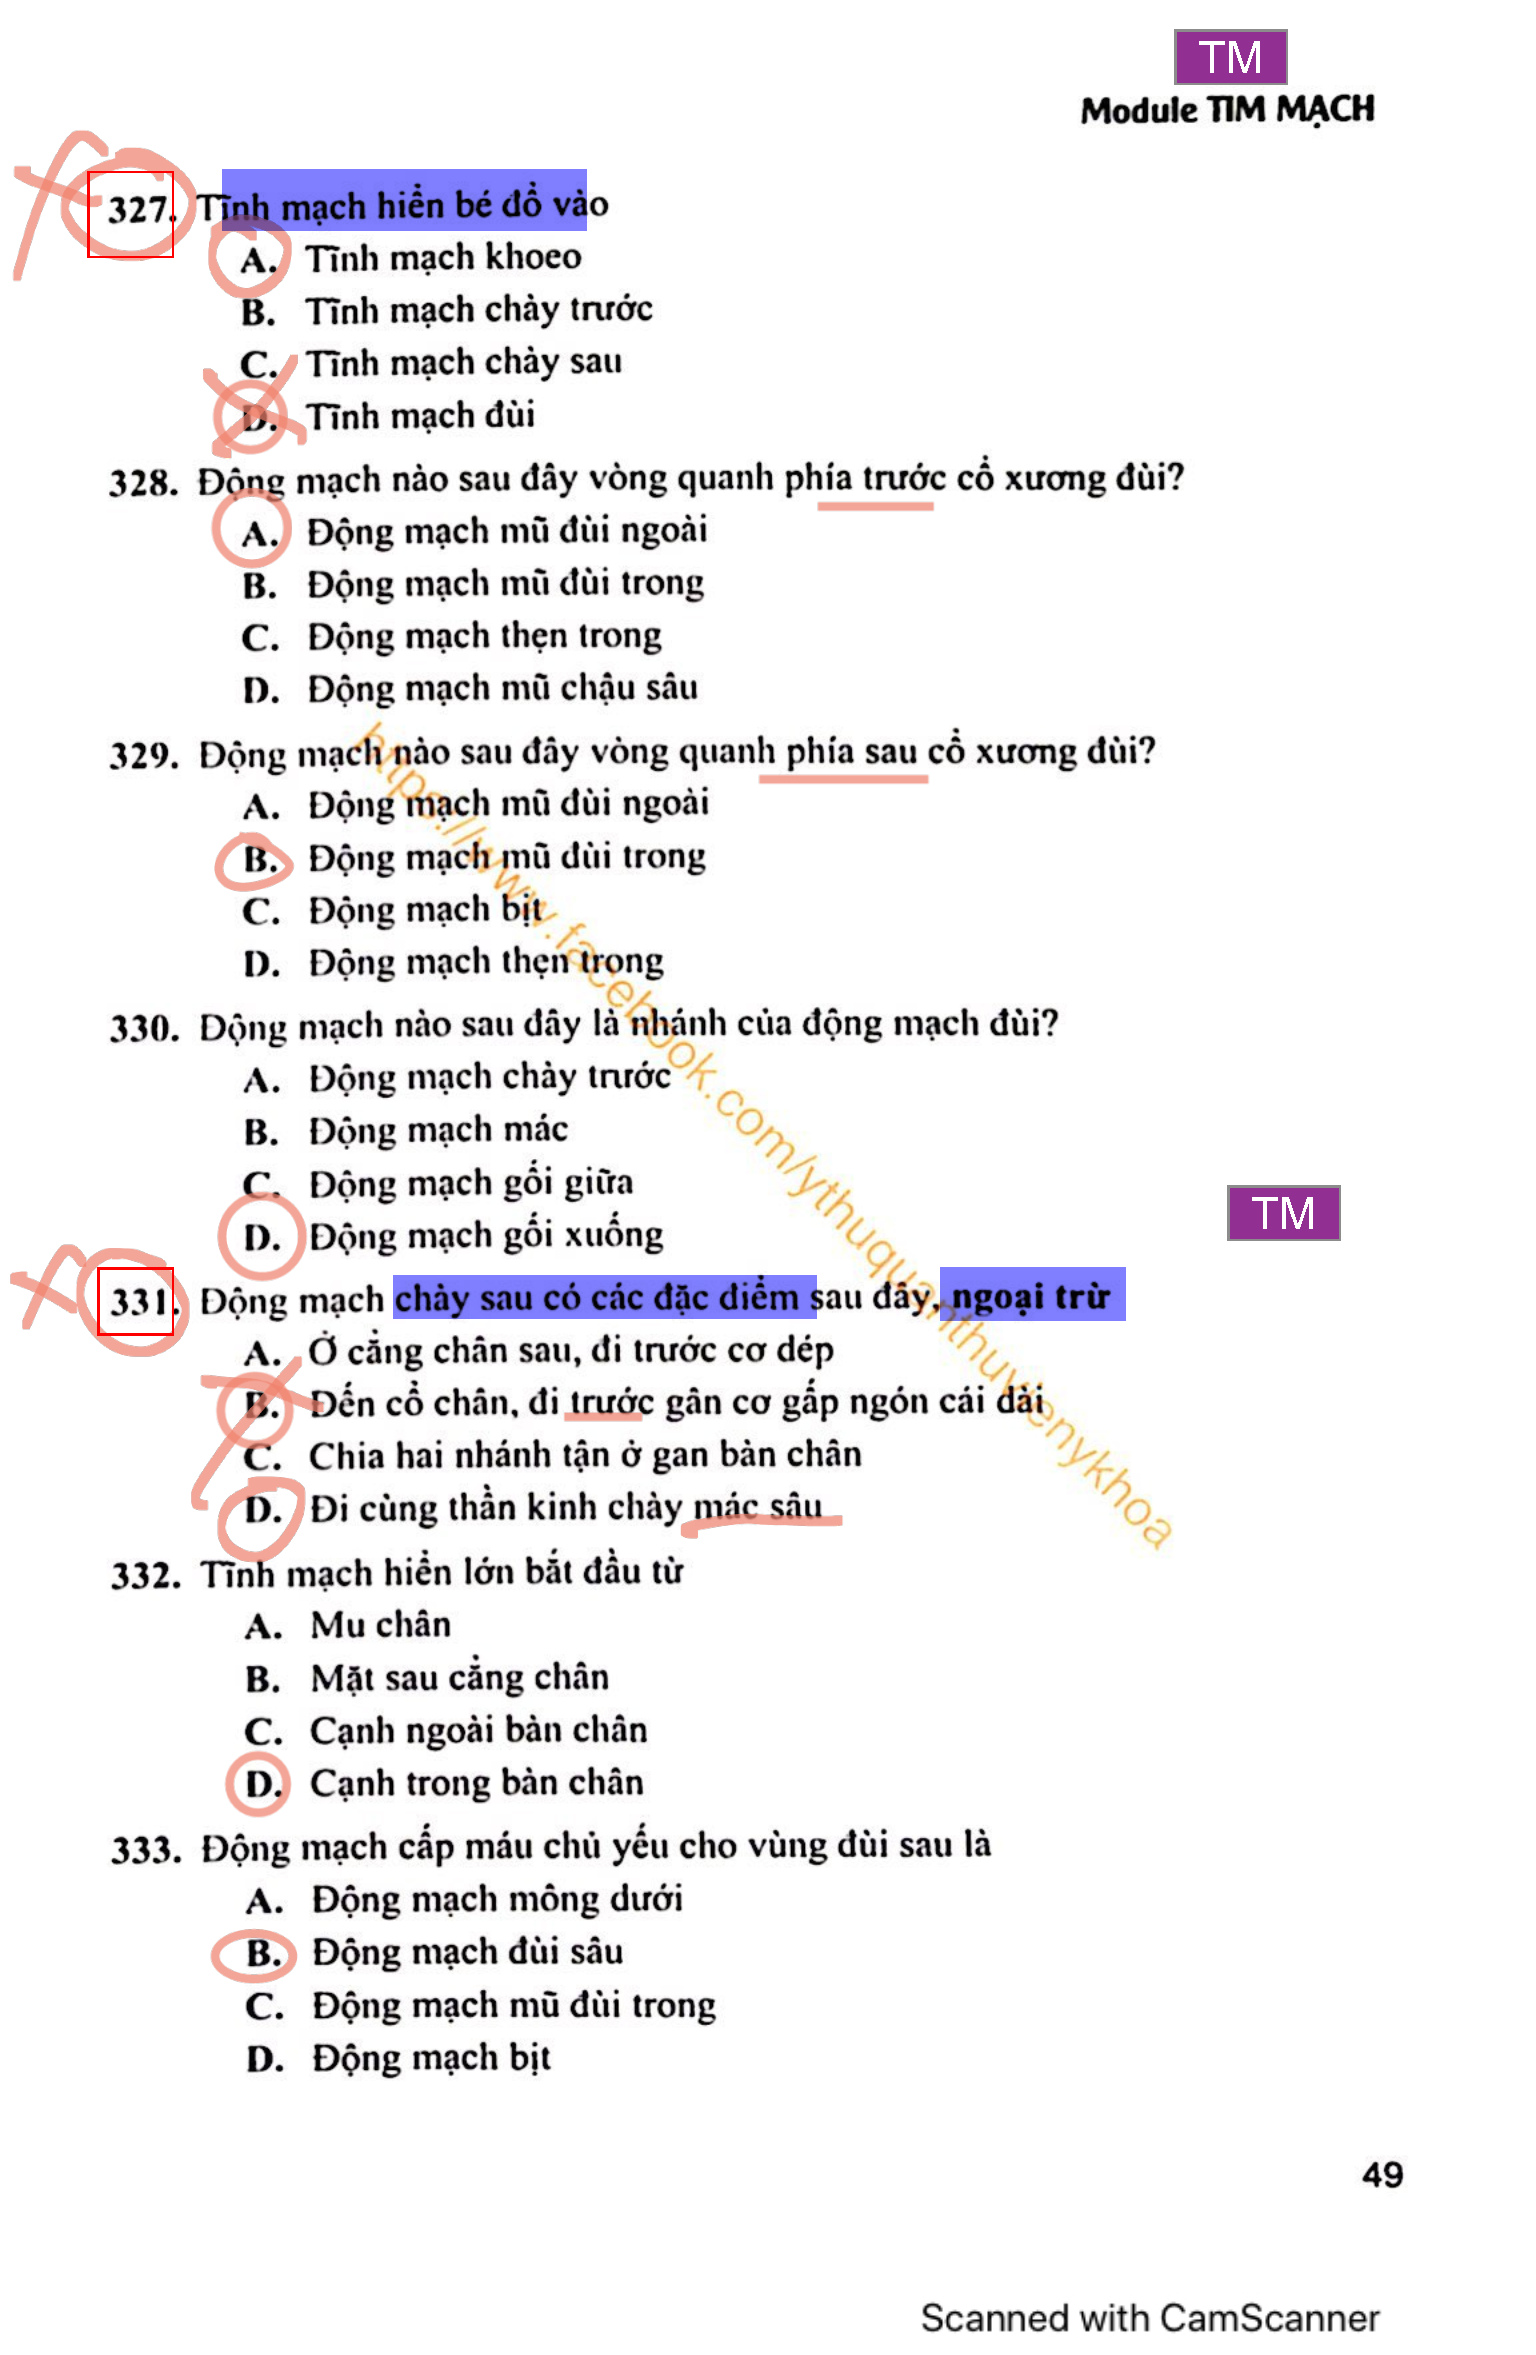 TM
Module TIM MẠCH
327. Tĩnh mạch hiển bé đổ vào
A. Tĩnh mạch khoeo
B. Tĩnh mạch chày trước
C. Tĩnh mạch chày sau
D. Tĩnh mạch đùi
328. Động mạch nào sau đây vòng quanh phía trước cổ xương đùi?
A. Động mạch mũ đùi ngoài
B. Động mạch mũ đùi trong
C. Động mạch thẹn trong
D. Động mạch mũ chậu sâu
329. Động mạch nào sau đây vòng quanh phía sau cổ xương đùi?
A. Động mạch mũ đùi ngoài
B. Động mạch mũ đùi trong
C. Động mạch bịt
D. Động mạch thẹn trong
330. Động mạch nào sau đây là nhánh của động mạch đùi?
A. Động mạch chày trước
B. Động mạch mác
C. Động mạch gối giữa
D. Động mạch gối xuống
TM
331. Động mạch chày sau có các đặc điểm sau đây, ngoại trừ
A. Ở cẳng chân sau, đi trước cơ dép
B. Đến cổ chân, đi trước gân cơ gấp ngón cái dài
C. Chia hai nhánh tận ở gan bàn chân
D. Đi cùng thần kinh chày mác sâu
332. Tĩnh mạch hiển lớn bắt đầu từ
A. Mu chân
B. Mặt sau cẳng chân
C. Cạnh ngoài bàn chân
D. Cạnh trong bàn chân
333. Động mạch cấp máu chủ yếu cho vùng đùi sau là
A. Động mạch mông dưới
B. Động mạch đùi sâu
C. Động mạch mũ đùi trong
D. Động mạch bịt
https://www.facebook.com/ythuquanthuvienykhoa
49
Scanned with CamScanner